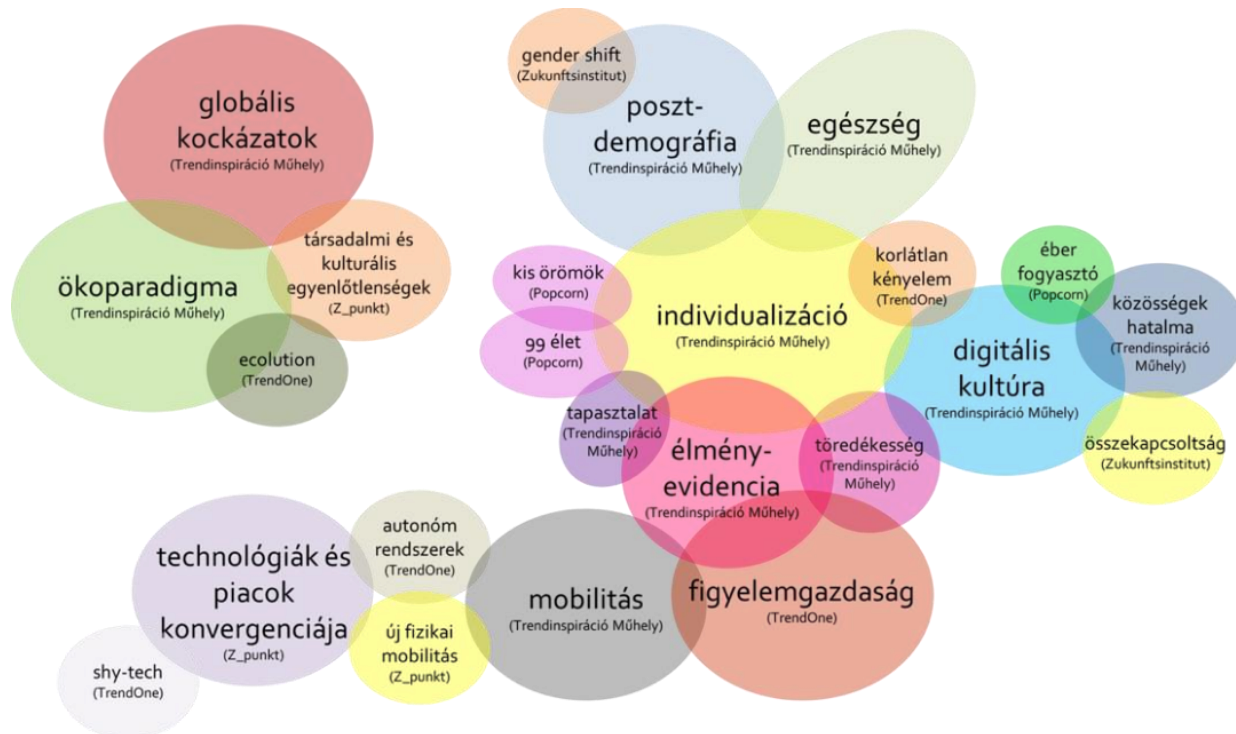 globális
kockázatok
(Trendinspiráció Műhely)
ökoparadigma
(Trendinspiráció Műhely)
társadalmi és
kulturális
egyenlőtlenségek
(Z_punkt)
ecolution
(TrendOne)
gender shift
(Zukunftsinstitut)
poszt-
demográfia
(Trendinspiráció Műhely)
egészség
(Trendinspiráció Műhely)
kis örömök
(Popcorn)
99 élet
(Popcorn)
individualizáció
(Trendinspiráció Műhely)
korlátlan
kényelem
(TrendOne)
éber
fogyasztó
(Popcorn)
közösségek
hatalma
(Trendinspiráció
Műhely)
digitális
kultúra
(Trendinspiráció Műhely)
összekapcsoltság
(Zukunftsinstitut)
tapasztalat
(Trendinspiráció
Műhely)
élmény-
evidencia
(Trendinspiráció Műhely)
töredékesség
(Trendinspiráció
Műhely)
technológiák és
piacok
konvergenciája
(Z_punkt)
autonóm
rendszerek
(TrendOne)
új fizikai
mobilitás
(Z_punkt)
shy-tech
(TrendOne)
mobilitás
(Trendinspiráció Műhely)
figyelemgazdaság
(TrendOne)